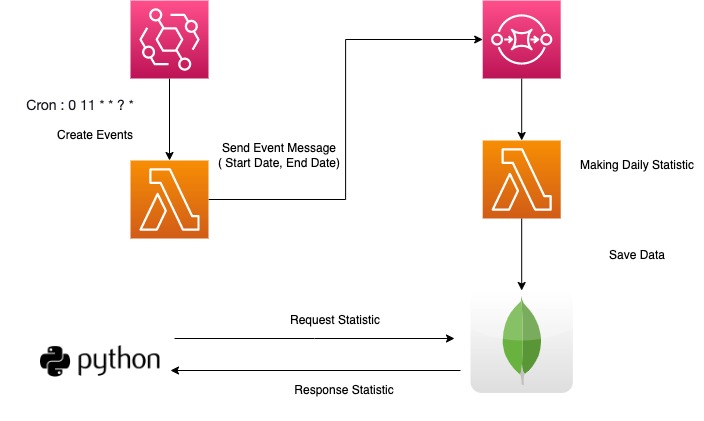 Cron : 0 11 * * ? *
Create Events
Send Event Message
( Start Date, End Date)
Making Daily Statistic
Save Data
Request Statistic
python
Response Statistic